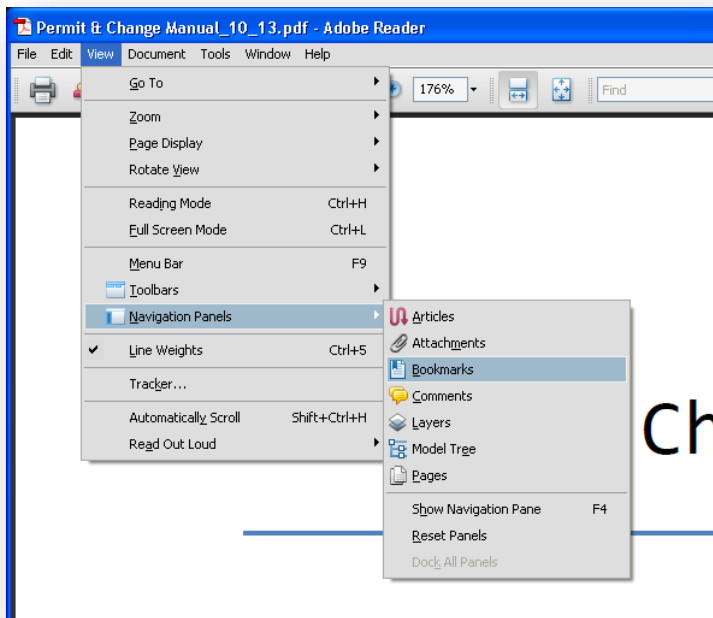 Permit & Change Manual_10_13.pdf - Adobe Reader
File Edit View Document Tools Window Help
176% Find
Go To
Zoom
Page Display
Rotate View
Reading Mode Ctrl+H
Full Screen Mode Ctrl+L
Menu Bar F9
Toolbars
Navigation Panels
Line Weights Ctrl+5
Tracker...
Automatically Scroll Shift+Ctrl+H
Read Out Loud
Articles
Attachments
Bookmarks
Comments
Layers
Model Tree
Pages
Show Navigation Pane F4
Reset Panels
Dock All Panels
Ch